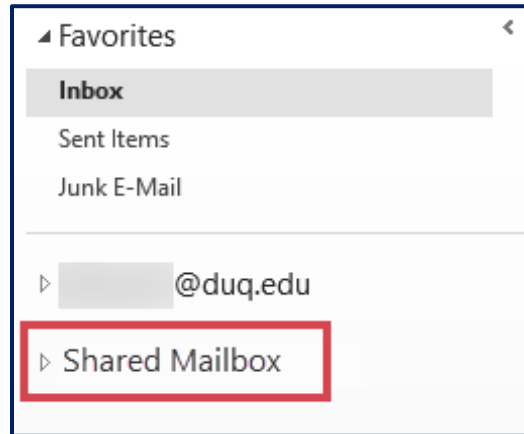 Favorites
Inbox
Sent Items
Junk E-Mail
@duq.edu
Shared Mailbox